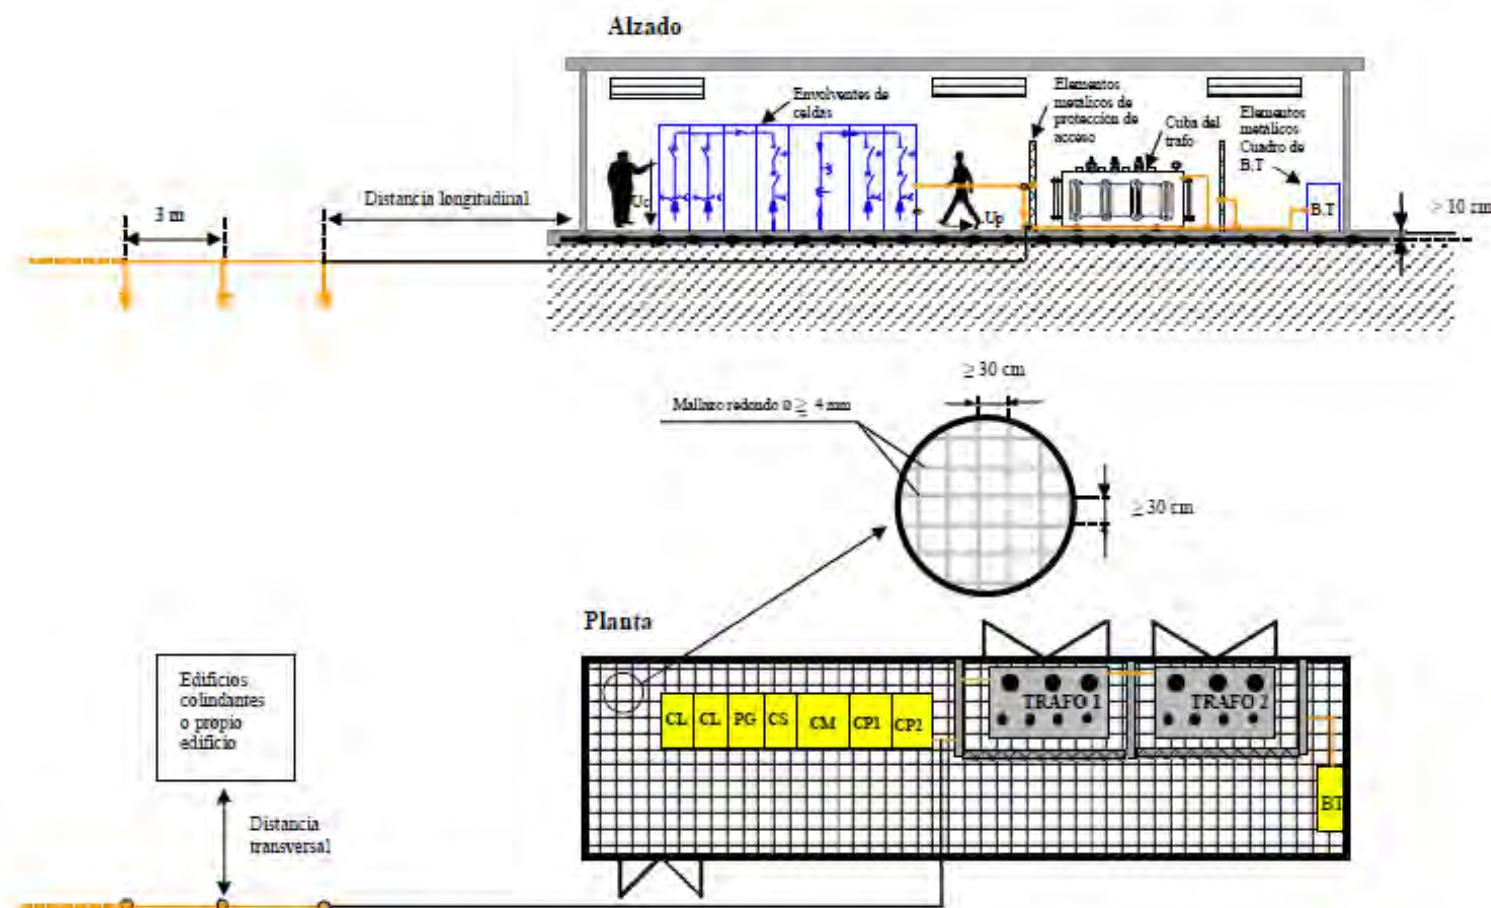 Alzado
Envolventes de
celdas
Elementos
metálicos de
protección de
acceso
Cuba del
trafo
Elementos
metálicos
Cuadro de
B.T
Distancia longitudinal
3 m
Uc
Up
B.T
> 10 cm
≥ 30 cm
Mallazo redondo ø ≥ 4 mm
≥ 30 cm
Planta
Edificios
colindantes
o propio
edificio
TRAFO 1
TRAFO 2
CL
CL
PG
CS
CM
CP1
CP2
BT
Distancia
transversal